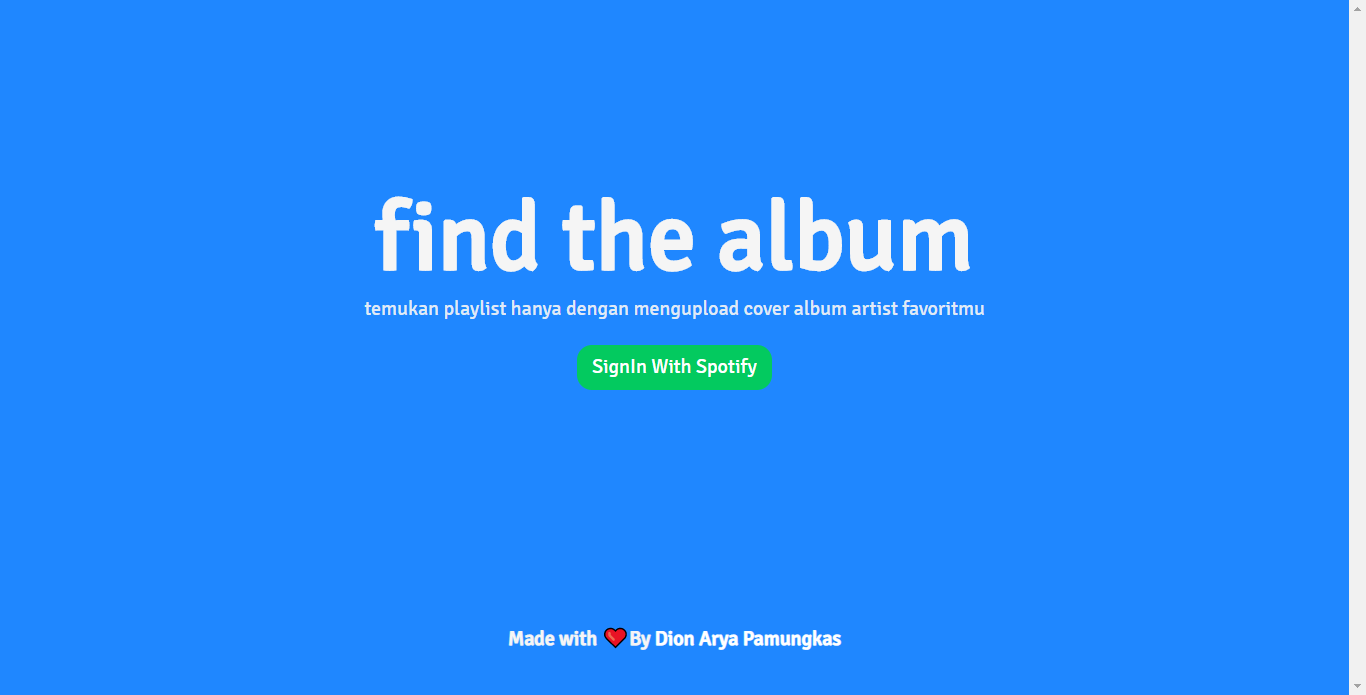 find the album
temukan playlist hanya dengan mengupload cover album artist favoritmu
SignIn With Spotify
Made with ❤️By Dion Arya Pamungkas